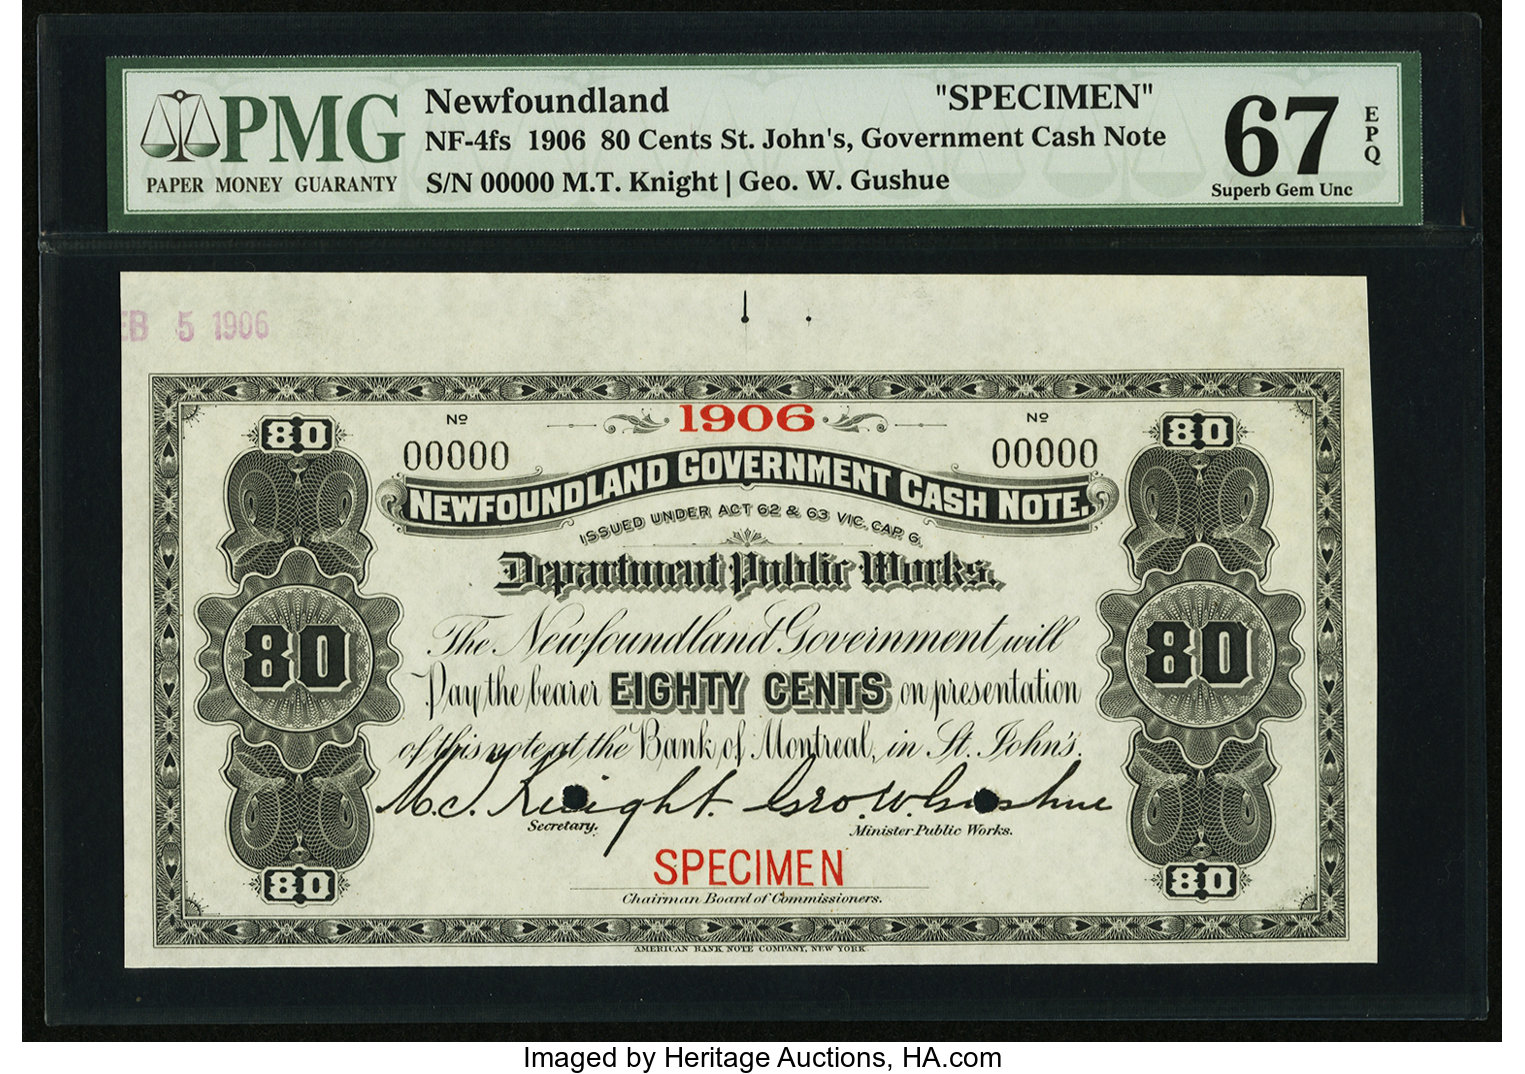 PMG
PAPER MONEY GUARANTY
Newfoundland "SPECIMEN"
NF-4fs 1906 80 Cents St. John's, Government Cash Note
S/N 00000 M.T. Knight | Geo. W. Gushue
67
EPQ
Superb Gem Unc
EB 5 1906
80 Nº 1906 Nº 80
00000 00000
NEWFOUNDLAND GOVERNMENT CASH NOTE.
ISSUED UNDER ACT 62 & 63 VIC. CAP. 6.
Department Public Works.
The Newfoundland Government will
80 80
Pay the bearer EIGHTY CENTS on presentation
of this note at the Bank of Montreal, in St. John's.
M.T. Knight. Geo. W. Gushue
Secretary. Minister Public Works.
SPECIMEN
80 80
Chairman Board of Commissioners.
AMERICAN BANK NOTE COMPANY, NEW YORK
Imaged by Heritage Auctions, HA.com